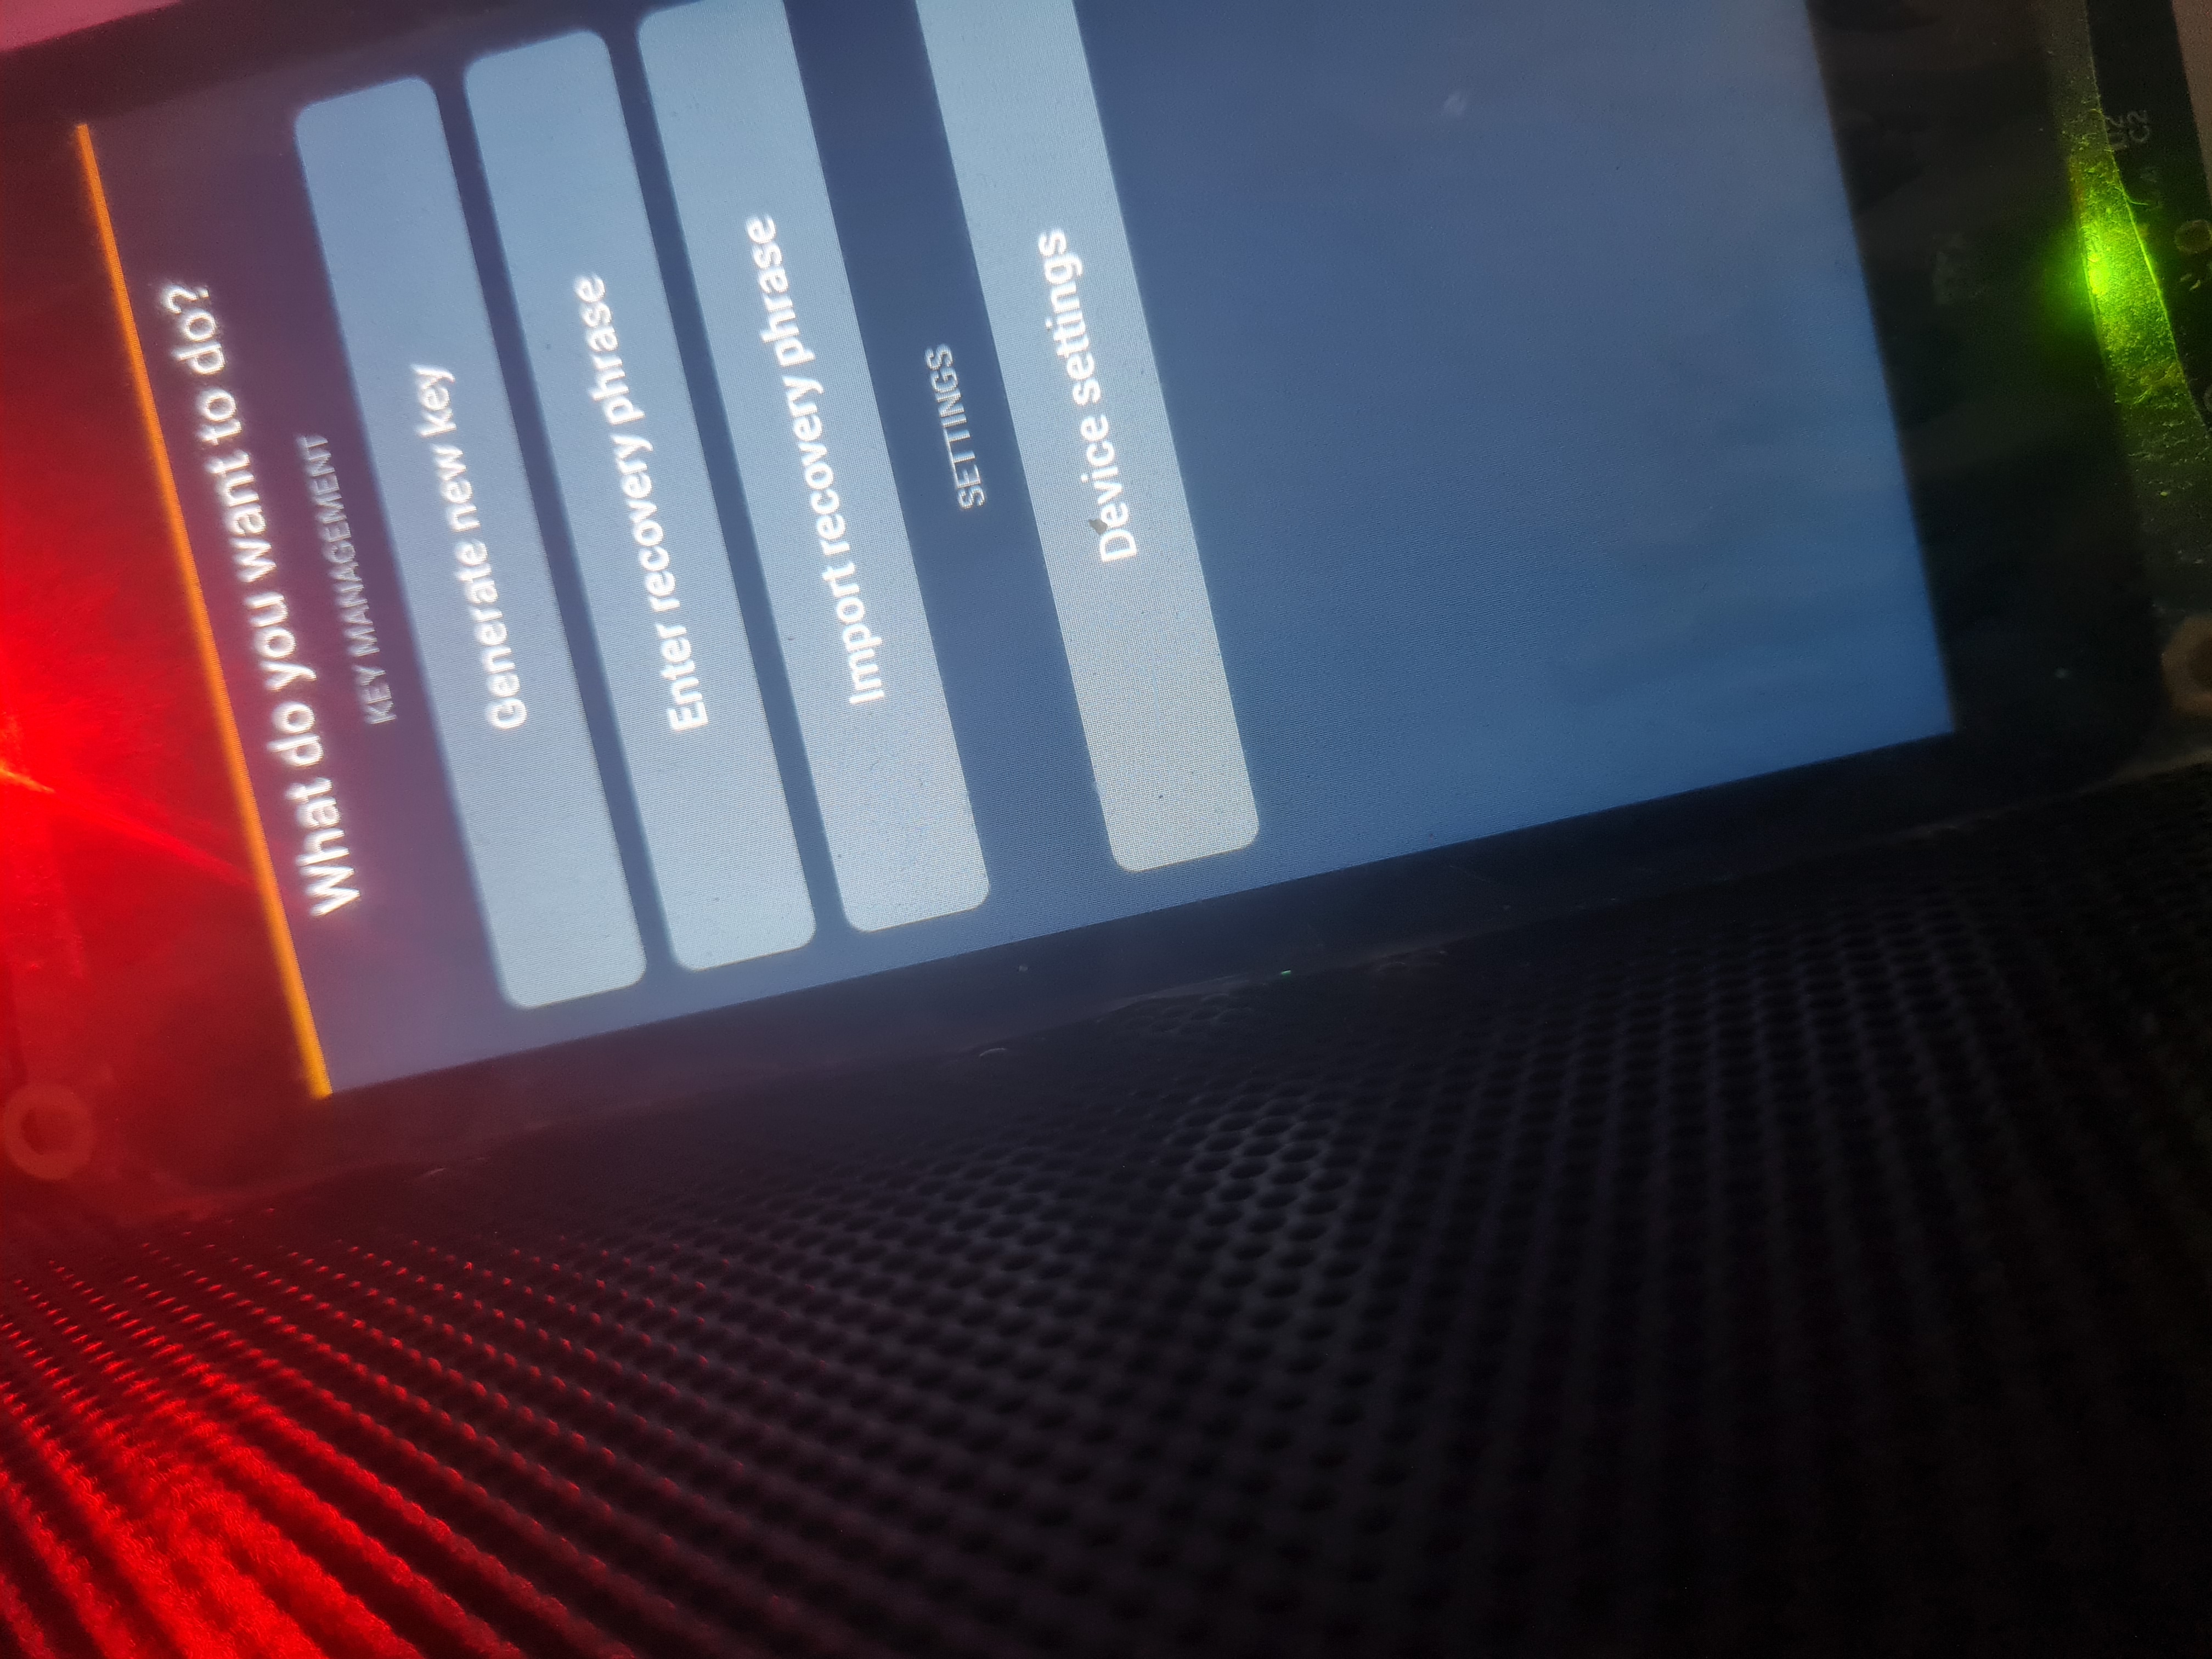 What do you want to do?
KEY MANAGEMENT
Generate new key
Enter recovery phrase
Import recovery phrase
SETTINGS
Device settings
C2